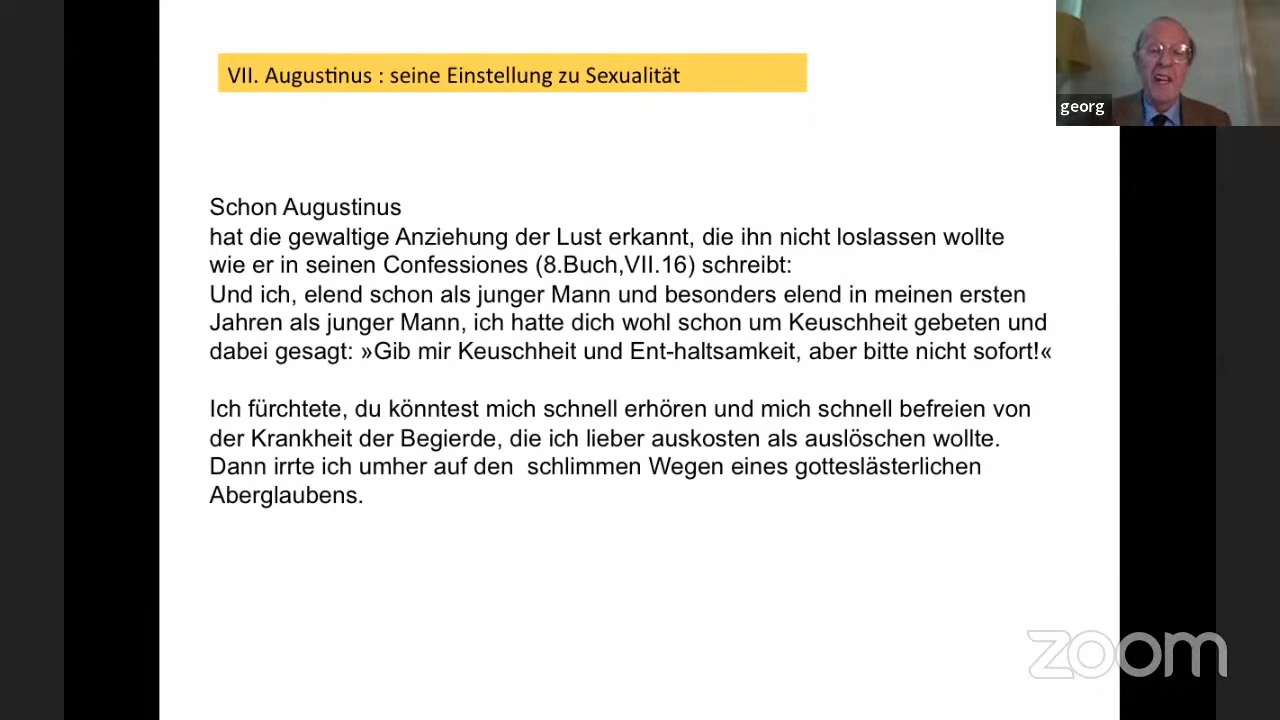 VII. Augustinus : seine Einstellung zu Sexualität
georg
Schon Augustinus
hat die gewaltige Anziehung der Lust erkannt, die ihn nicht loslassen wollte
wie er in seinen Confessiones (8.Buch,VII.16) schreibt:
Und ich, elend schon als junger Mann und besonders elend in meinen ersten
Jahren als junger Mann, ich hatte dich wohl schon um Keuschheit gebeten und
dabei gesagt: »Gib mir Keuschheit und Ent-haltsamkeit, aber bitte nicht sofort!«
Ich fürchtete, du könntest mich schnell erhören und mich schnell befreien von
der Krankheit der Begierde, die ich lieber auskosten als auslöschen wollte.
Dann irrte ich umher auf den  schlimmen Wegen eines gotteslästerlichen
Aberglaubens.
zoom